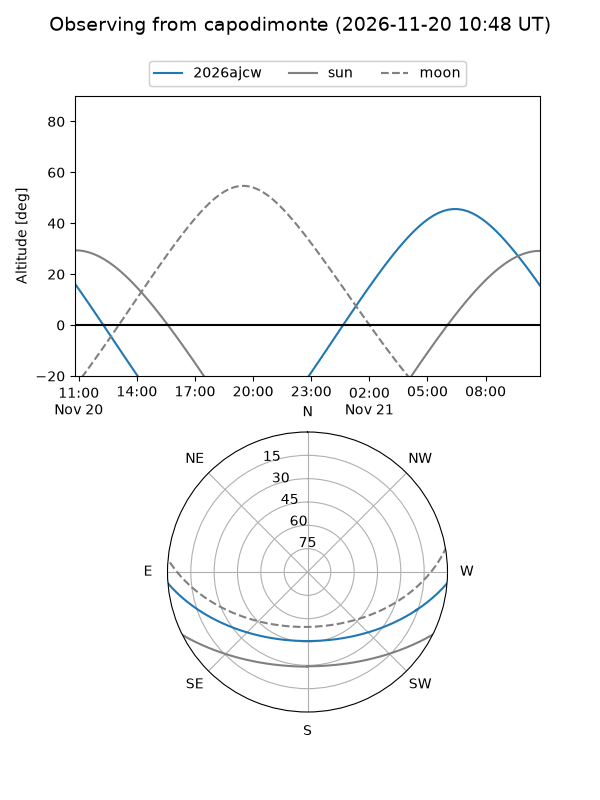 Observing from capodimonte (2026-11-20 10:48 UT)
2026ajcw sun moon
Altitude [deg]
80
60
40
20
0
−20
11:00 14:00 17:00 20:00 23:00 02:00 05:00 08:00
Nov 20 Nov 21
N
NE NW
15
30
45
60
75
E W
SE SW
S